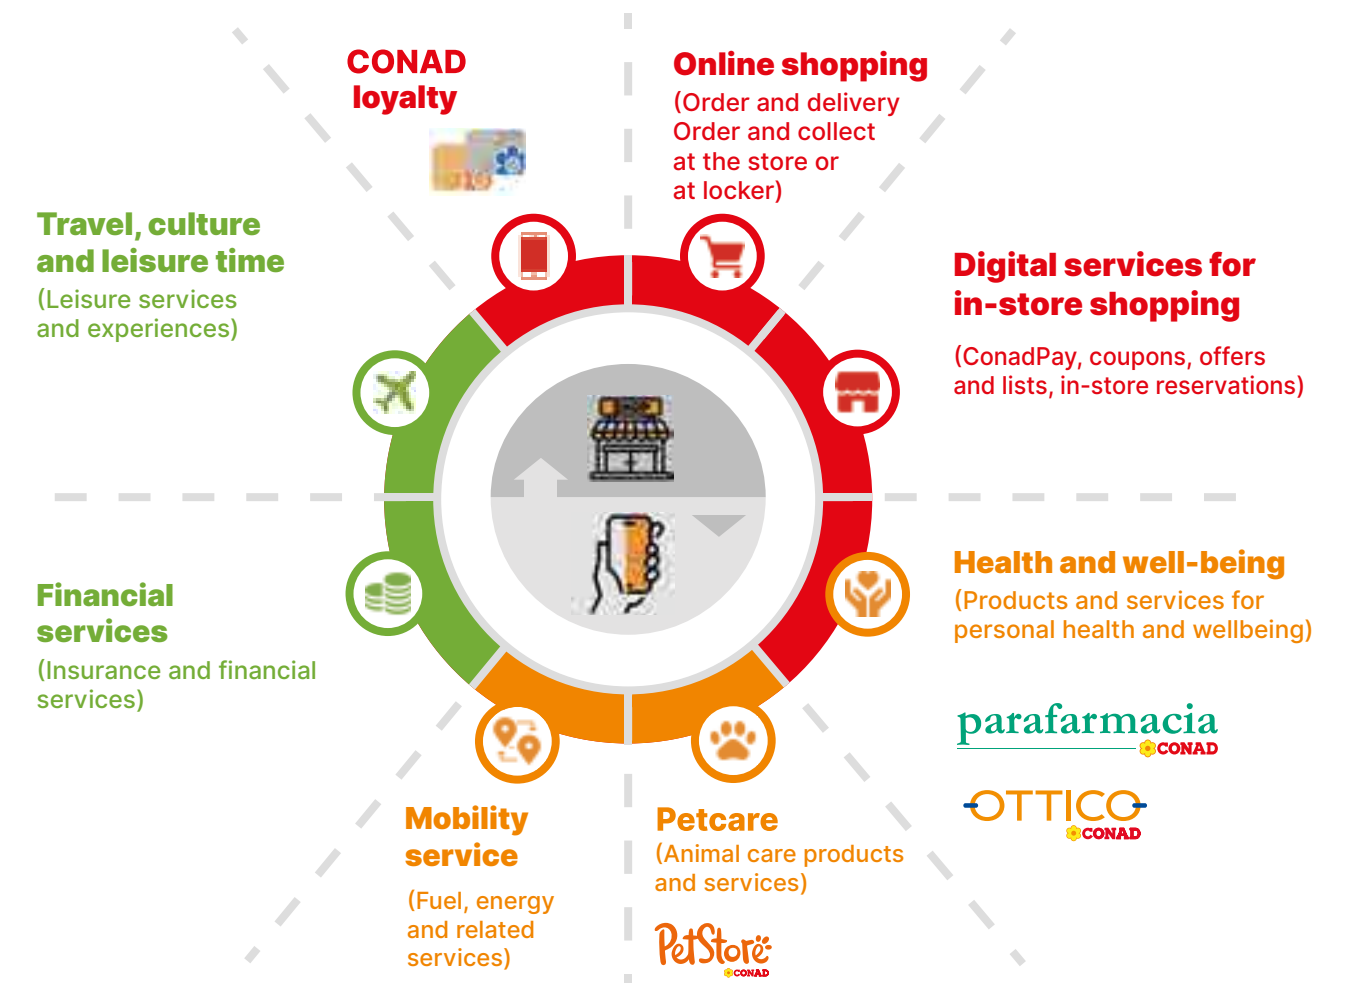 CONAD
loyalty
Online shopping
(Order and delivery
Order and collect
at the store or
at locker)
Digital services for
in-store shopping
(ConadPay, coupons, offers
and lists, in-store reservations)
Health and well-being
(Products and services for
personal health and wellbeing)
parafarmacia
CONAD
OTTICO
CONAD
Petcare
(Animal care products
and services)
PetStore
CONAD
Mobility
service
(Fuel, energy
and related
services)
Financial
services
(Insurance and financial
services)
Travel, culture
and leisure time
(Leisure services
and experiences)